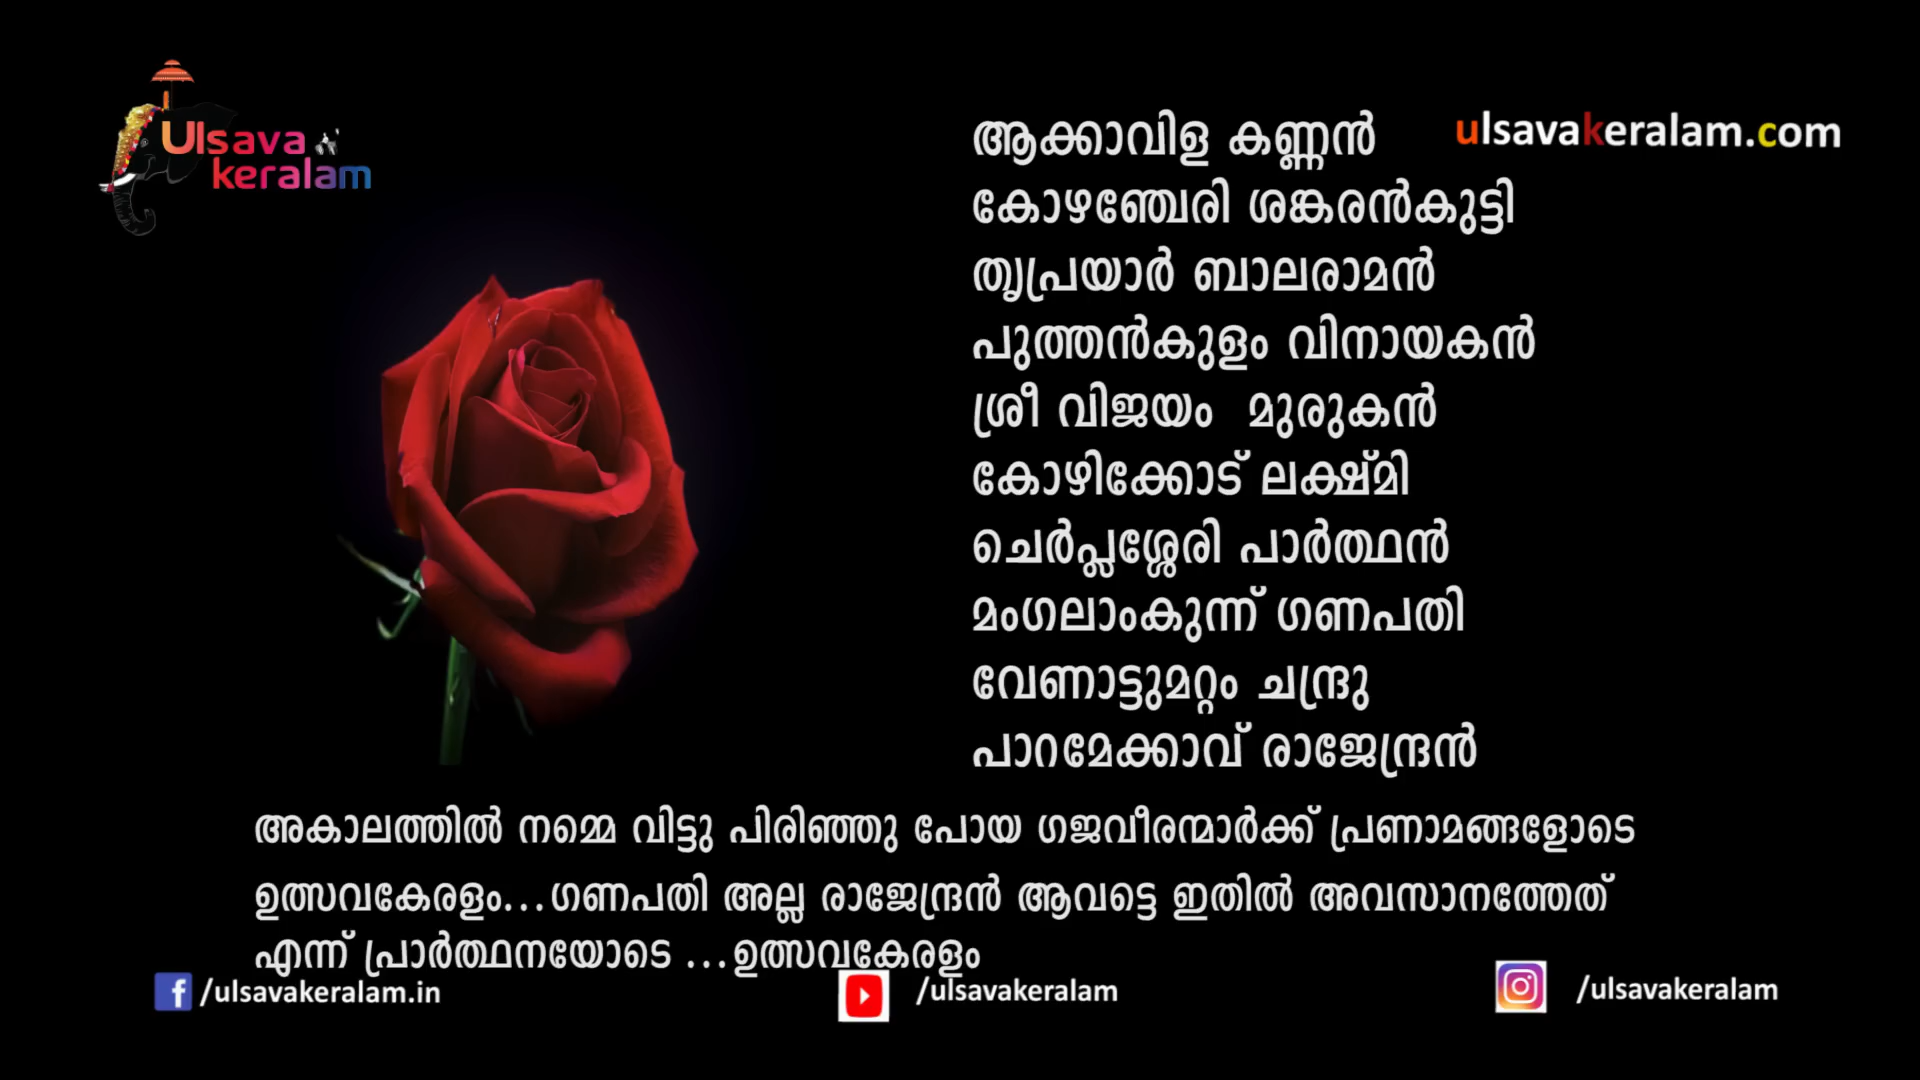 Ulsava
keralam
ulsavakeralam.com
ആക്കാവിള കണ്ണൻ
കോഴഞ്ചേരി ശങ്കരൻകുട്ടി
തൃപ്രയാർ ബാലരാമൻ
പുത്തൻകുളം വിനായകൻ
ശ്രീ വിജയം  മുരുകൻ
കോഴിക്കോട് ലക്ഷ്മി
ചെർപ്ലശ്ശേരി പാർത്ഥൻ
മംഗലാംകുന്ന് ഗണപതി
വേണാട്ടുമറ്റം ചന്ദ്രു
പാറമേക്കാവ് രാജേന്ദ്രൻ
അകാലത്തിൽ നമ്മെ വിട്ടു പിരിഞ്ഞു പോയ ഗജവീരന്മാർക്ക് പ്രണാമങ്ങളോടെ
ഉത്സവകേരളം...ഗണപതി അല്ല രാജേന്ദ്രൻ ആവട്ടെ ഇതിൽ അവസാനത്തേത്
എന്ന് പ്രാർത്ഥനയോടെ ...ഉത്സവകേരളം
/ulsavakeralam.in
/ulsavakeralam
/ulsavakeralam